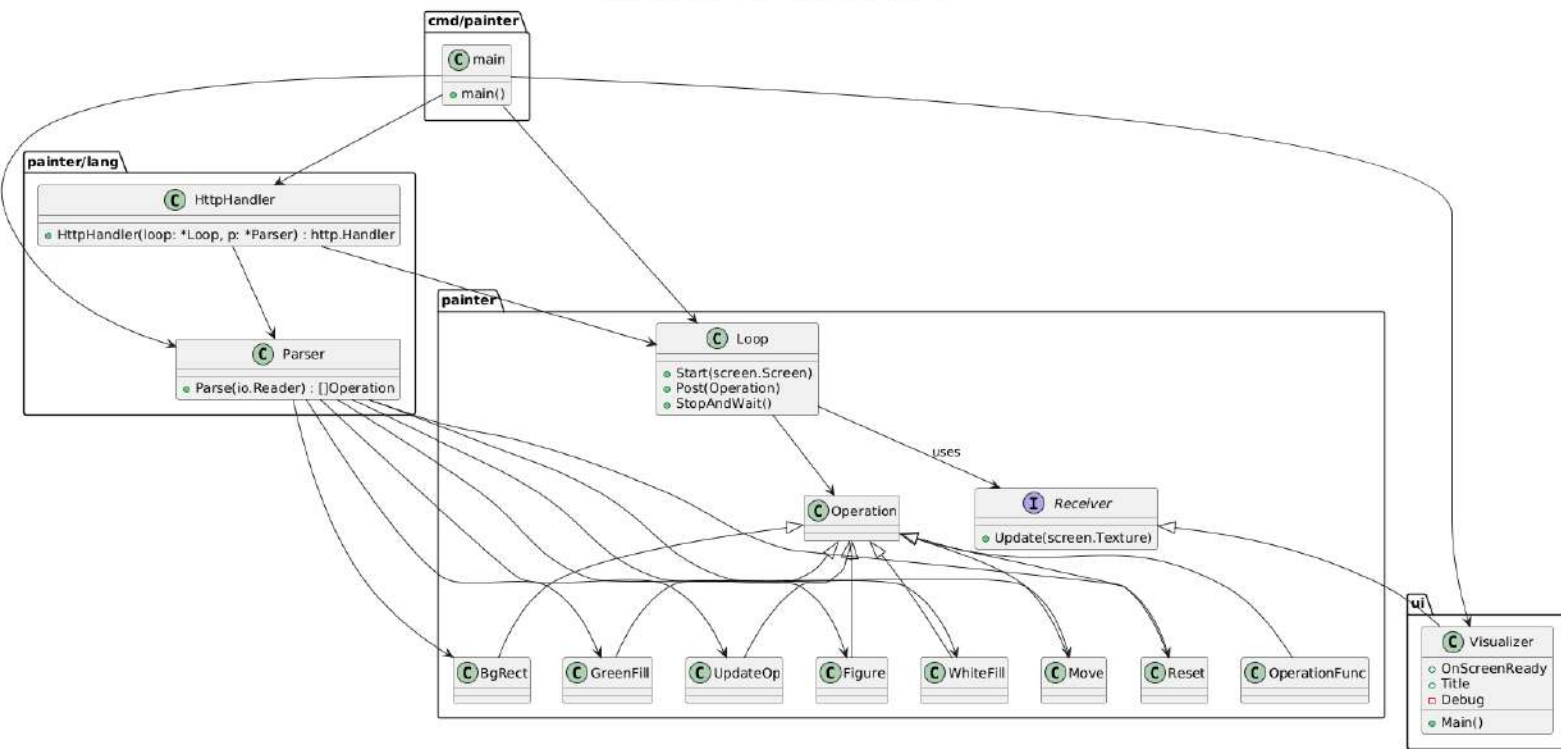 cmd/painter
C main
main()
painter/lang
C HttpHandler
HttpHandler(loop: *Loop, p: *Parser) : http.Handler
C Parser
Parse(io.Reader) : []Operation
painter
C Loop
Start(screen.Screen)
Post(Operation)
StopAndWait()
uses
C Operation
I Receiver
Update(screen.Texture)
C BgRect
C GreenFill
C UpdateOp
C Figure
C WhiteFill
C Move
C Reset
C OperationFunc
ui
C Visualizer
OnScreenReady
Title
Debug
Main()